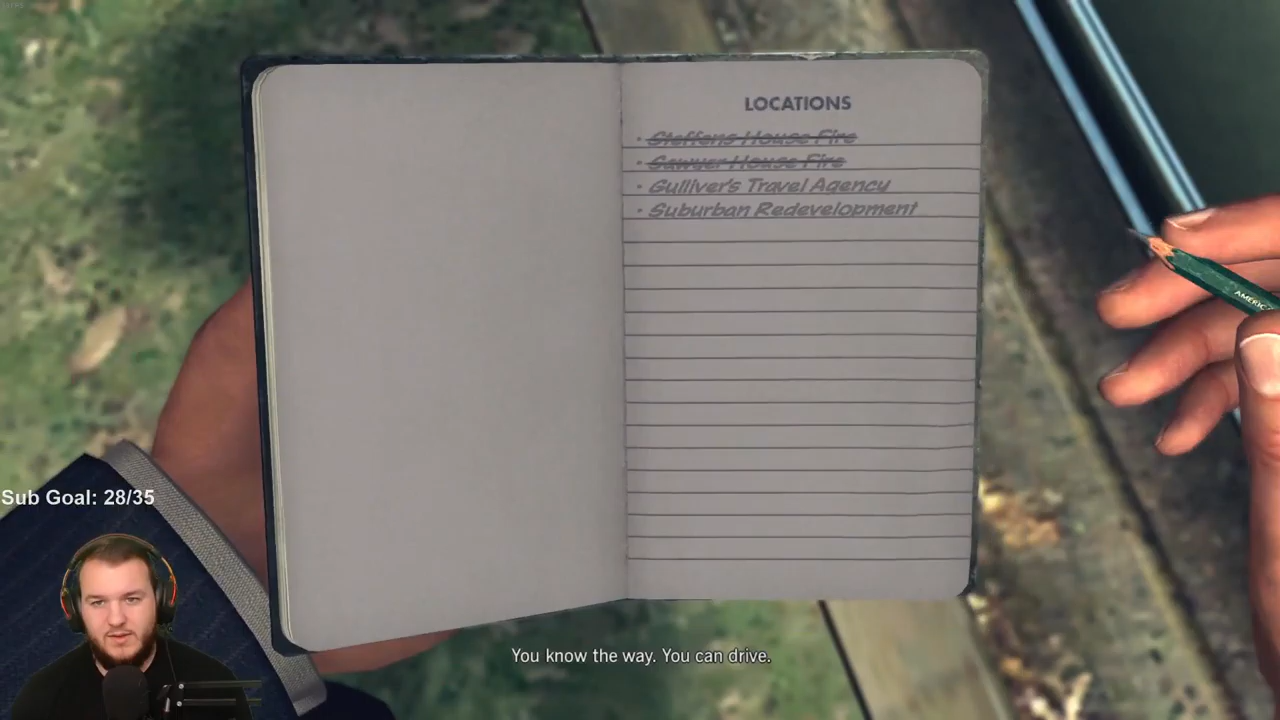 LOCATIONS
· Steffens House Fire
· Sawyer House Fire
· Gulliver's Travel Agency
· Suburban Redevelopment
AMERIC
Sub Goal: 28/35
You know the way. You can drive.